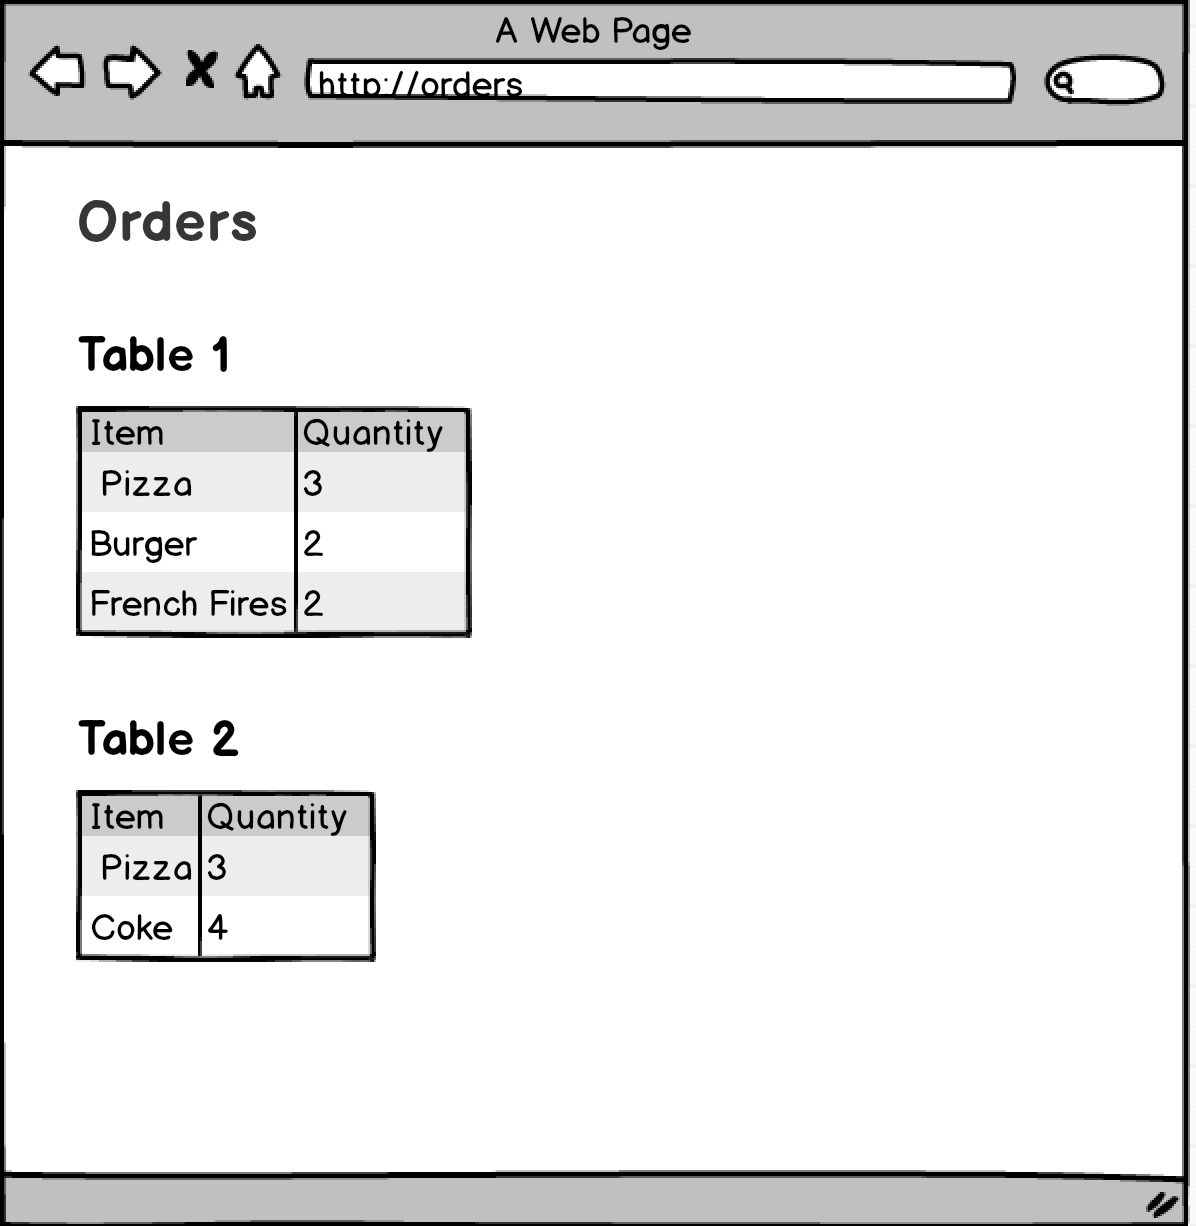 A Web Page
http://orders
Orders
Table 1
Item Quantity
Pizza 3
Burger 2
French Fires 2
Table 2
Item Quantity
Pizza 3
Coke 4